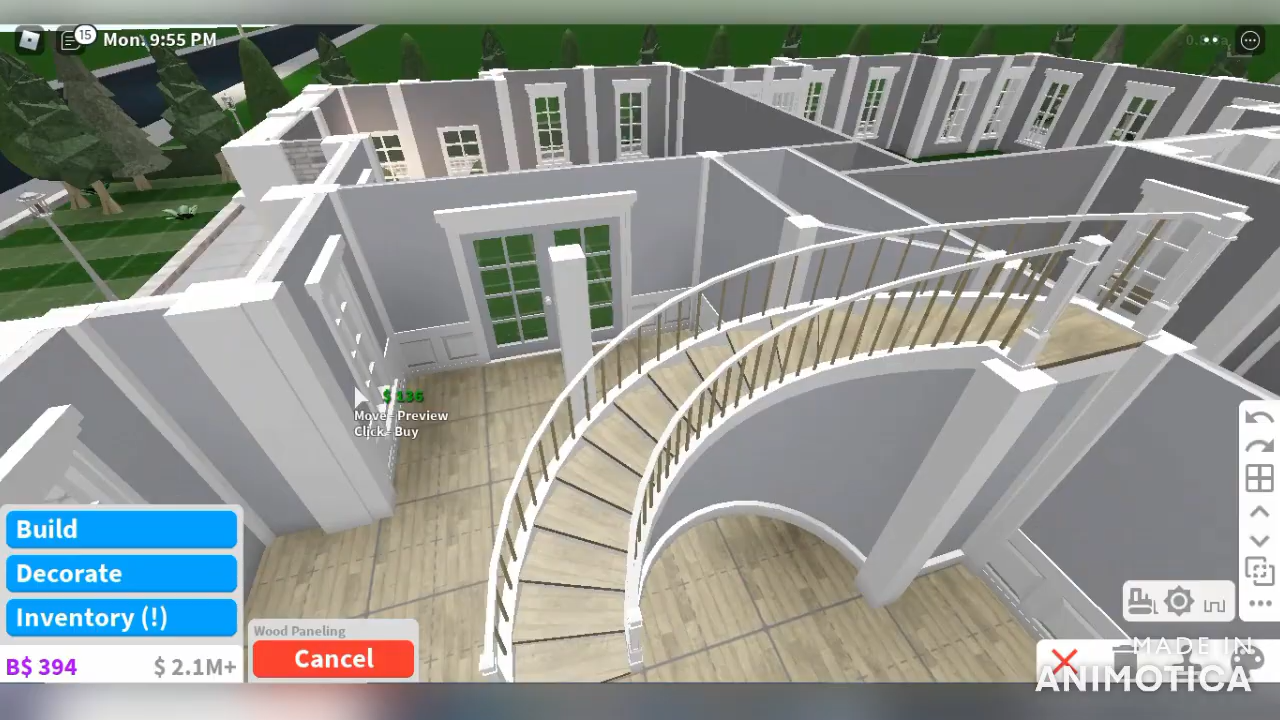 15
Mon. 9:55 PM
$ 136
Move - Preview
Click - Buy
Build
Decorate
Inventory (!)
B$ 394
$ 2.1M+
Wood Paneling
Cancel
MADE IN
ANIMOTICA